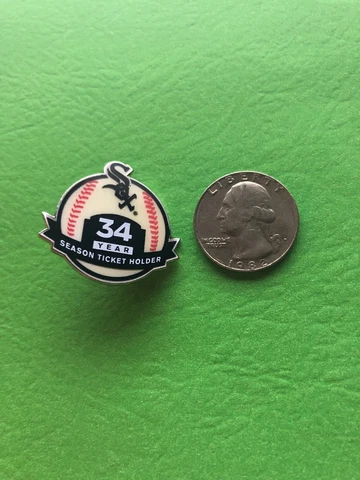 Sox
34
YEAR
SEASON TICKET HOLDER
LIBERTY